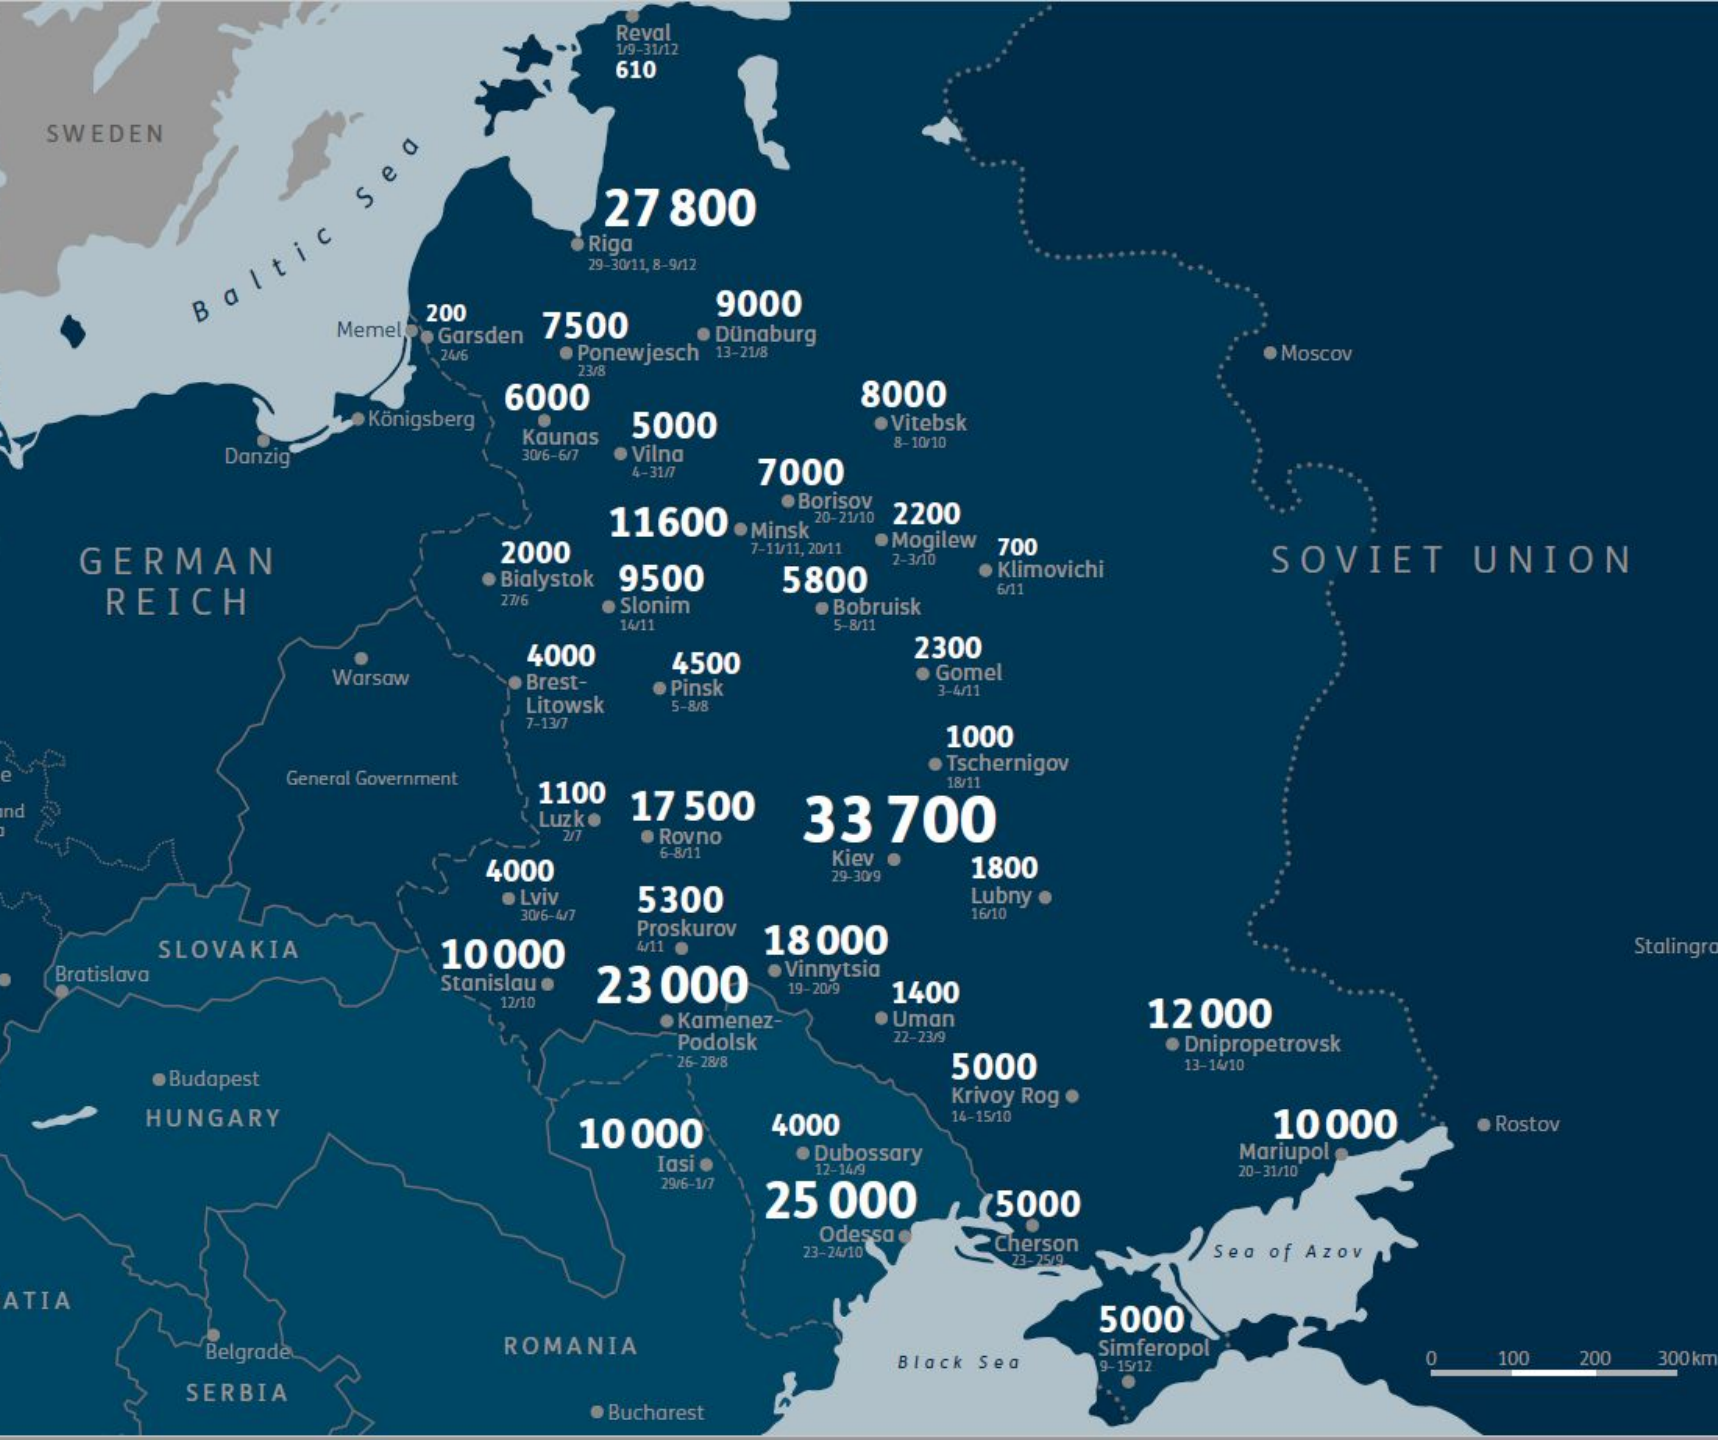 Reval
1/9–31/12
610
SWEDEN
Baltic Sea
27 800
Riga
29–30/11, 8–9/12
Memel
200
Garsden
24/6
7500
Ponewjesch
23/8
9000
Dünaburg
13–21/8
Moscov
Königsberg
Danzig
6000
Kaunas
30/6–6/7
5000
Vilna
4–31/7
8000
Vitebsk
8–10/10
7000
Borisov
20–21/10
11600
Minsk
7–11/11, 20/11
2200
Mogilew
2–3/10
700
Klimovichi
6/11
GERMAN
REICH
SOVIET UNION
2000
Bialystok
27/6
9500
Slonim
14/11
5800
Bobruisk
5–8/11
Warsaw
4000
Brest-
Litowsk
7–13/7
4500
Pinsk
5–8/8
2300
Gomel
3–4/11
1000
Tschernigov
18/11
e
nd
General Government
1100
Luzk
2/7
17 500
Rovno
6–8/11
33 700
Kiev
29–30/9
1800
Lubny
16/10
4000
Lviv
30/6–4/7
5300
Proskurov
4/11
SLOVAKIA
Bratislava
10 000
Stanislau
12/10
23 000
Kamenez-
Podolsk
26–28/8
18 000
Vinnytsia
19–20/9
1400
Uman
22–23/9
Stalingra
12 000
Dnipropetrovsk
13–14/10
Budapest
HUNGARY
5000
Krivoy Rog
14–15/10
10 000
Mariupol
20–31/10
Rostov
10 000
Iasi
29/6–1/7
4000
Dubossary
12–14/9
25 000
Odessa
23–24/10
5000
Cherson
23–25/9
Sea of Azov
ATIA
Belgrade
SERBIA
ROMANIA
Black Sea
5000
Simferopol
9–15/12
Bucharest
0 100 200 300 km